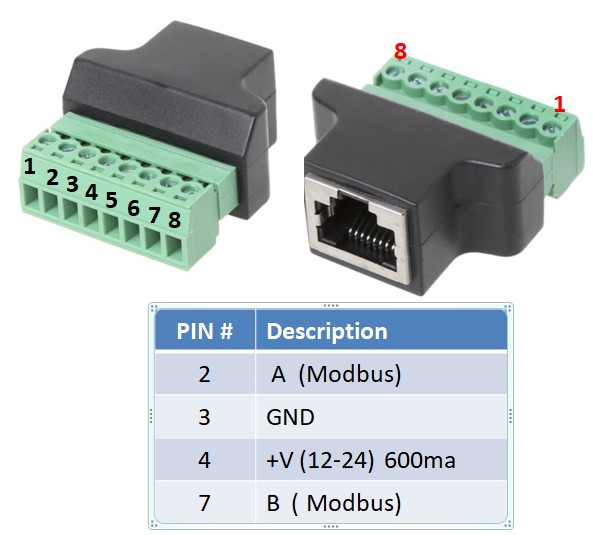 8
1
1 2 3 4 5 6 7 8
PIN # Description
2 A (Modbus)
3 GND
4 +V (12-24) 600ma
7 B ( Modbus)